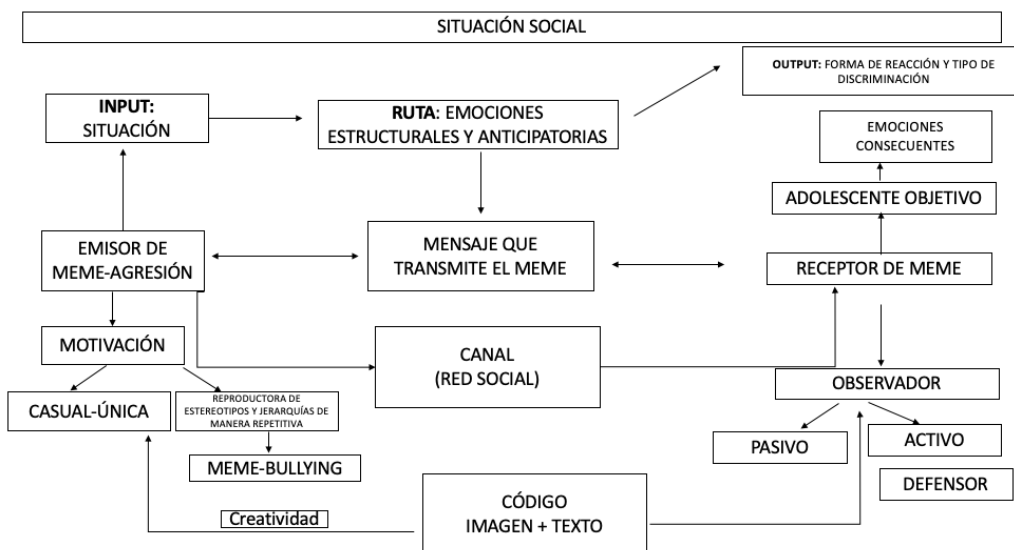 SITUACIÓN SOCIAL
OUTPUT: FORMA DE REACCIÓN Y TIPO DE
DISCRIMINACIÓN
INPUT:
SITUACIÓN
RUTA: EMOCIONES
ESTRUCTURALES Y ANTICIPATORIAS
EMOCIONES
CONSECUENTES
ADOLESCENTE OBJETIVO
EMISOR DE
MEME-AGRESIÓN
MENSAJE QUE
TRANSMITE EL MEME
RECEPTOR DE MEME
MOTIVACIÓN
CANAL
(RED SOCIAL)
OBSERVADOR
CASUAL-ÚNICA
REPRODUCTORA DE
ESTEREOTIPOS Y JERARQUÍAS DE
MANERA REPETITIVA
MEME-BULLYING
PASIVO
ACTIVO
DEFENSOR
CÓDIGO
IMAGEN + TEXTO
Creatividad